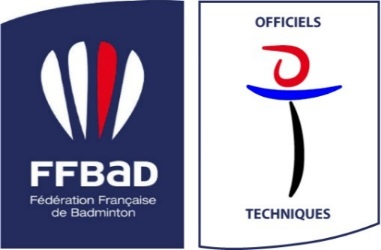 FFBaD
Fédération Française
de Badminton
OFFICIELS
TECHNIQUES